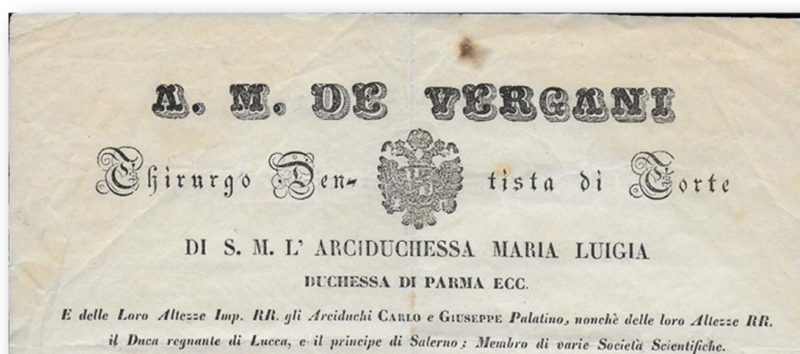 A. M. DE VERGANI
Chirurgo Den- tista di Corte
DI S. M. L' ARCIDUCHESSA MARIA LUIGIA
DUCHESSA DI PARMA ECC.
E delle Loro Altezze Imp. RR. gli Arciduchi CARLO e GIUSEPPE Palatino, nonchè delle loro Altezze RR.
il Duca regnante di Lucca, e il principe di Salerno; Membro di varie Società Scientifiche.